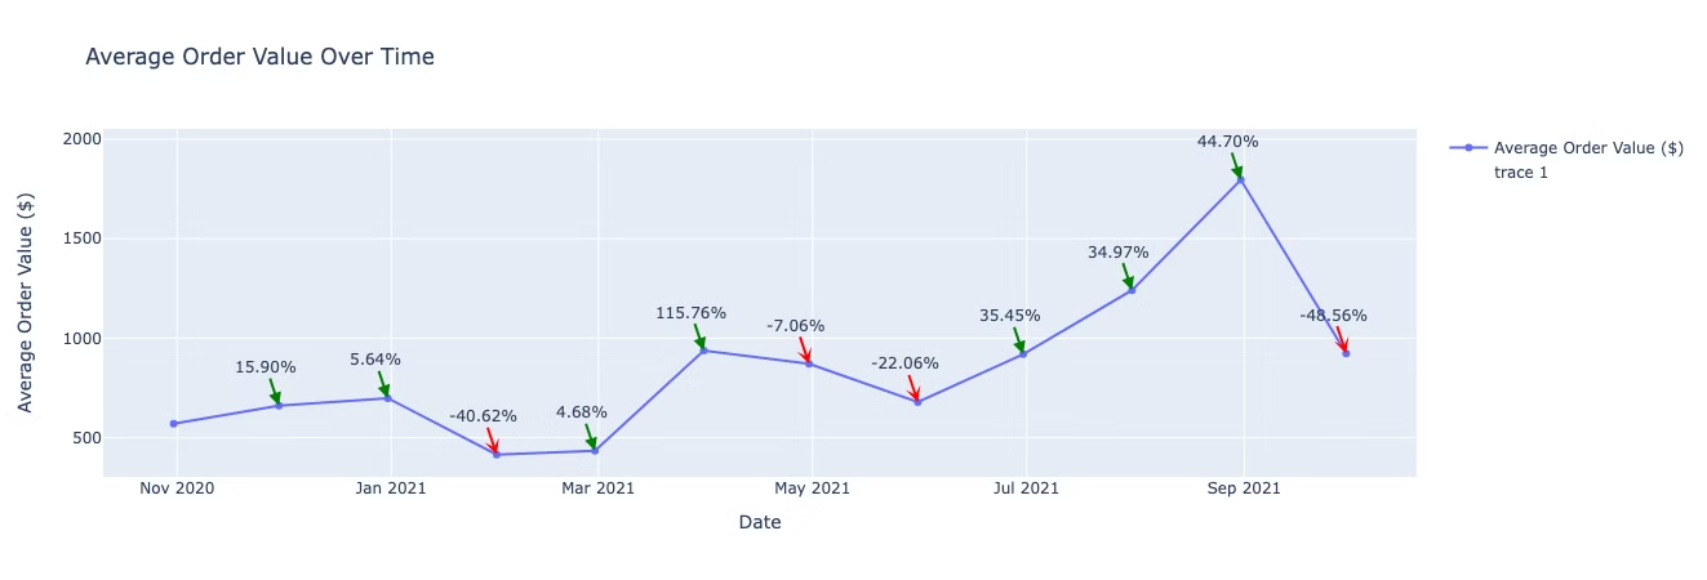 Average Order Value Over Time
Average Order Value ($)
2000
1500
1000
500
15.90%
5.64%
-40.62%
4.68%
115.76%
-7.06%
-22.06%
35.45%
34.97%
44.70%
-48.56%
Nov 2020
Jan 2021
Mar 2021
May 2021
Jul 2021
Sep 2021
Date
Average Order Value ($)
trace 1